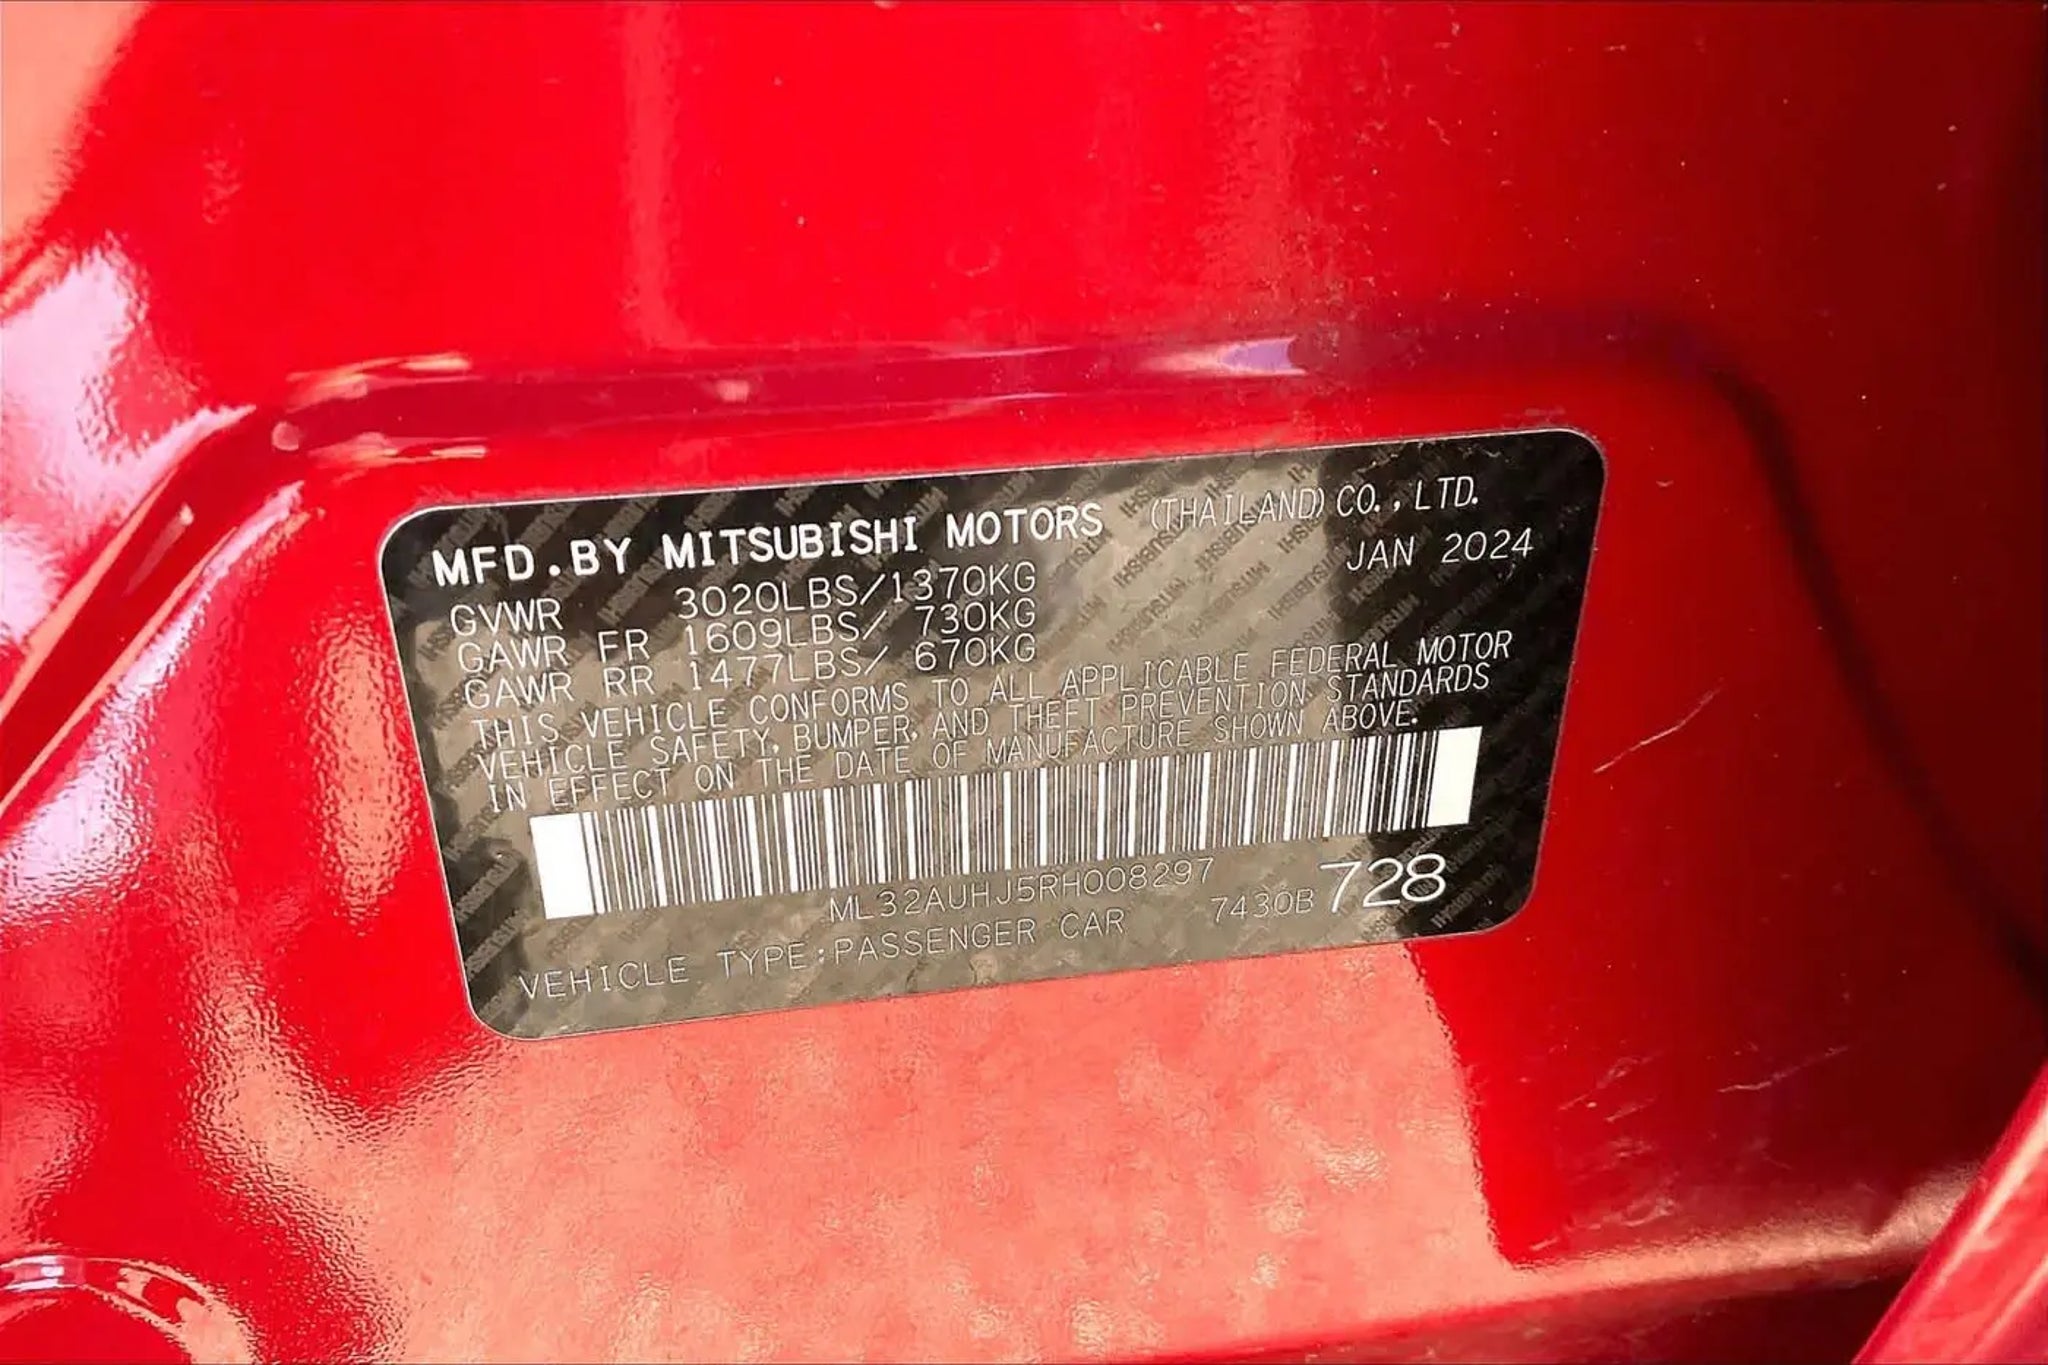 MFD.BY MITSUBISHI MOTORS (THAILAND) CO., LTD.
JAN 2024
GVWR 3020LBS/1370KG
GAWR FR 1609LBS/ 730KG
GAWR RR 1477LBS/ 670KG
THIS VEHICLE CONFORMS TO ALL APPLICABLE FEDERAL MOTOR
VEHICLE SAFETY, BUMPER, AND THEFT PREVENTION STANDARDS
IN EFFECT ON THE DATE OF MANUFACTURE SHOWN ABOVE.
ML32AUHJ5RH008297
VEHICLE TYPE:PASSENGER CAR 7430B 728